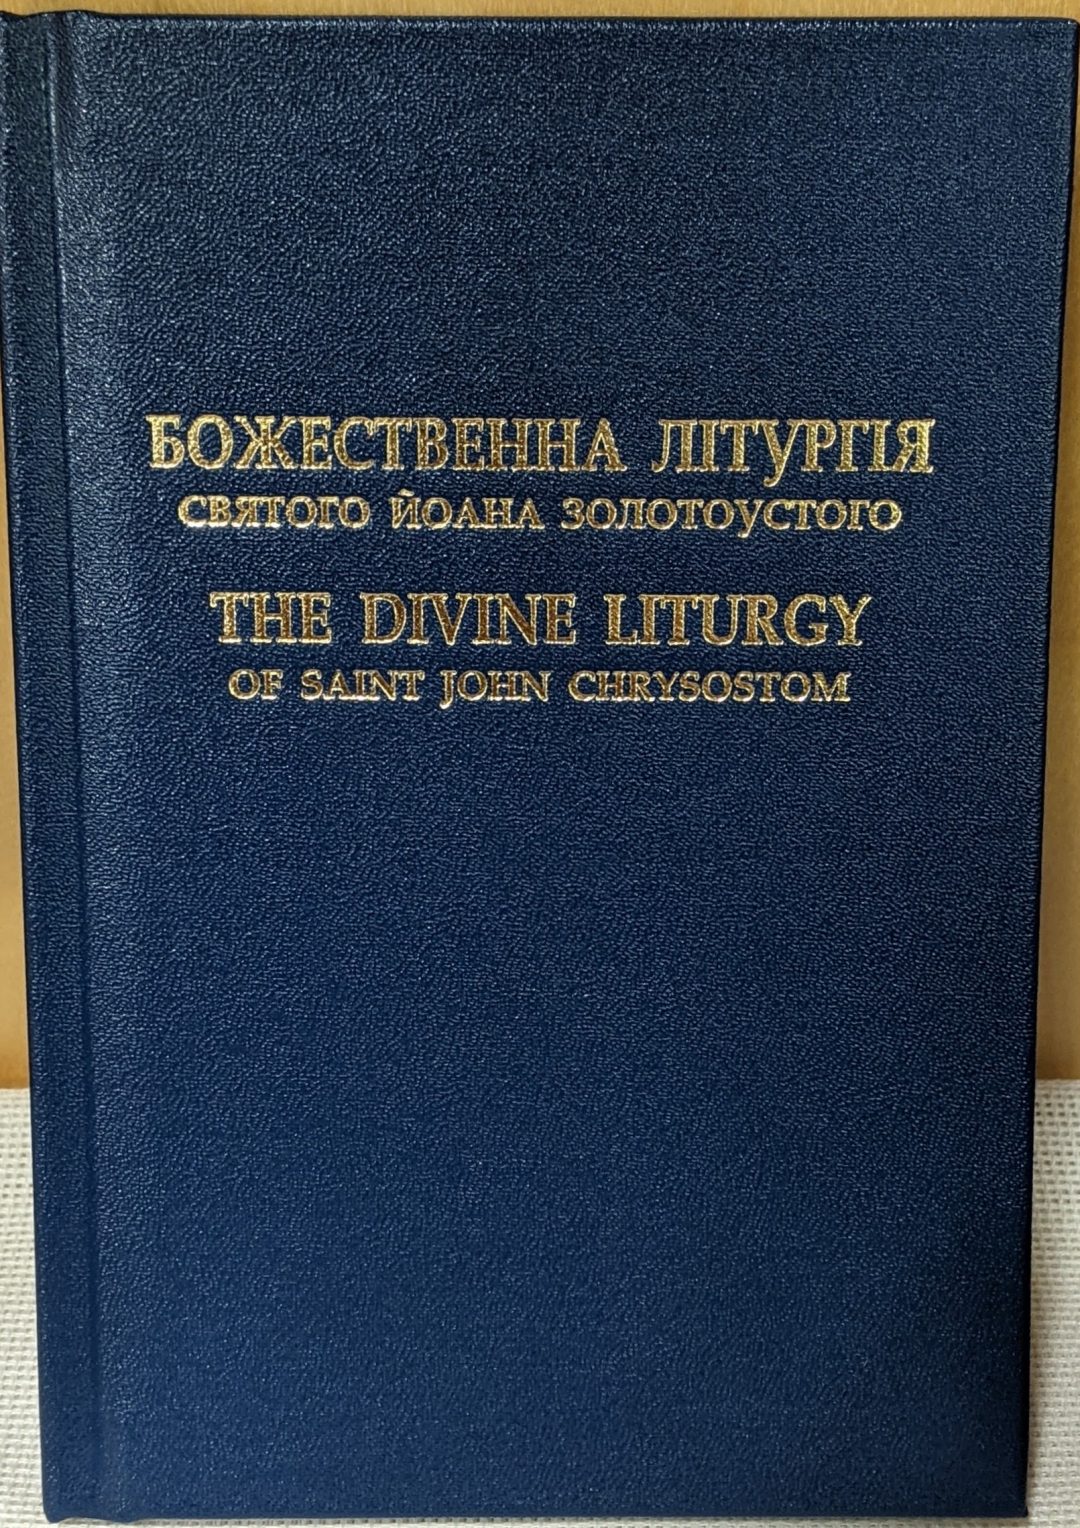 БОЖЕСТВЕННА ЛІТУРГІЯ
СВЯТОГО ЙОАНА ЗОЛОТОУСТОГО
THE DIVINE LITURGY
OF SAINT JOHN CHRYSOSTOM